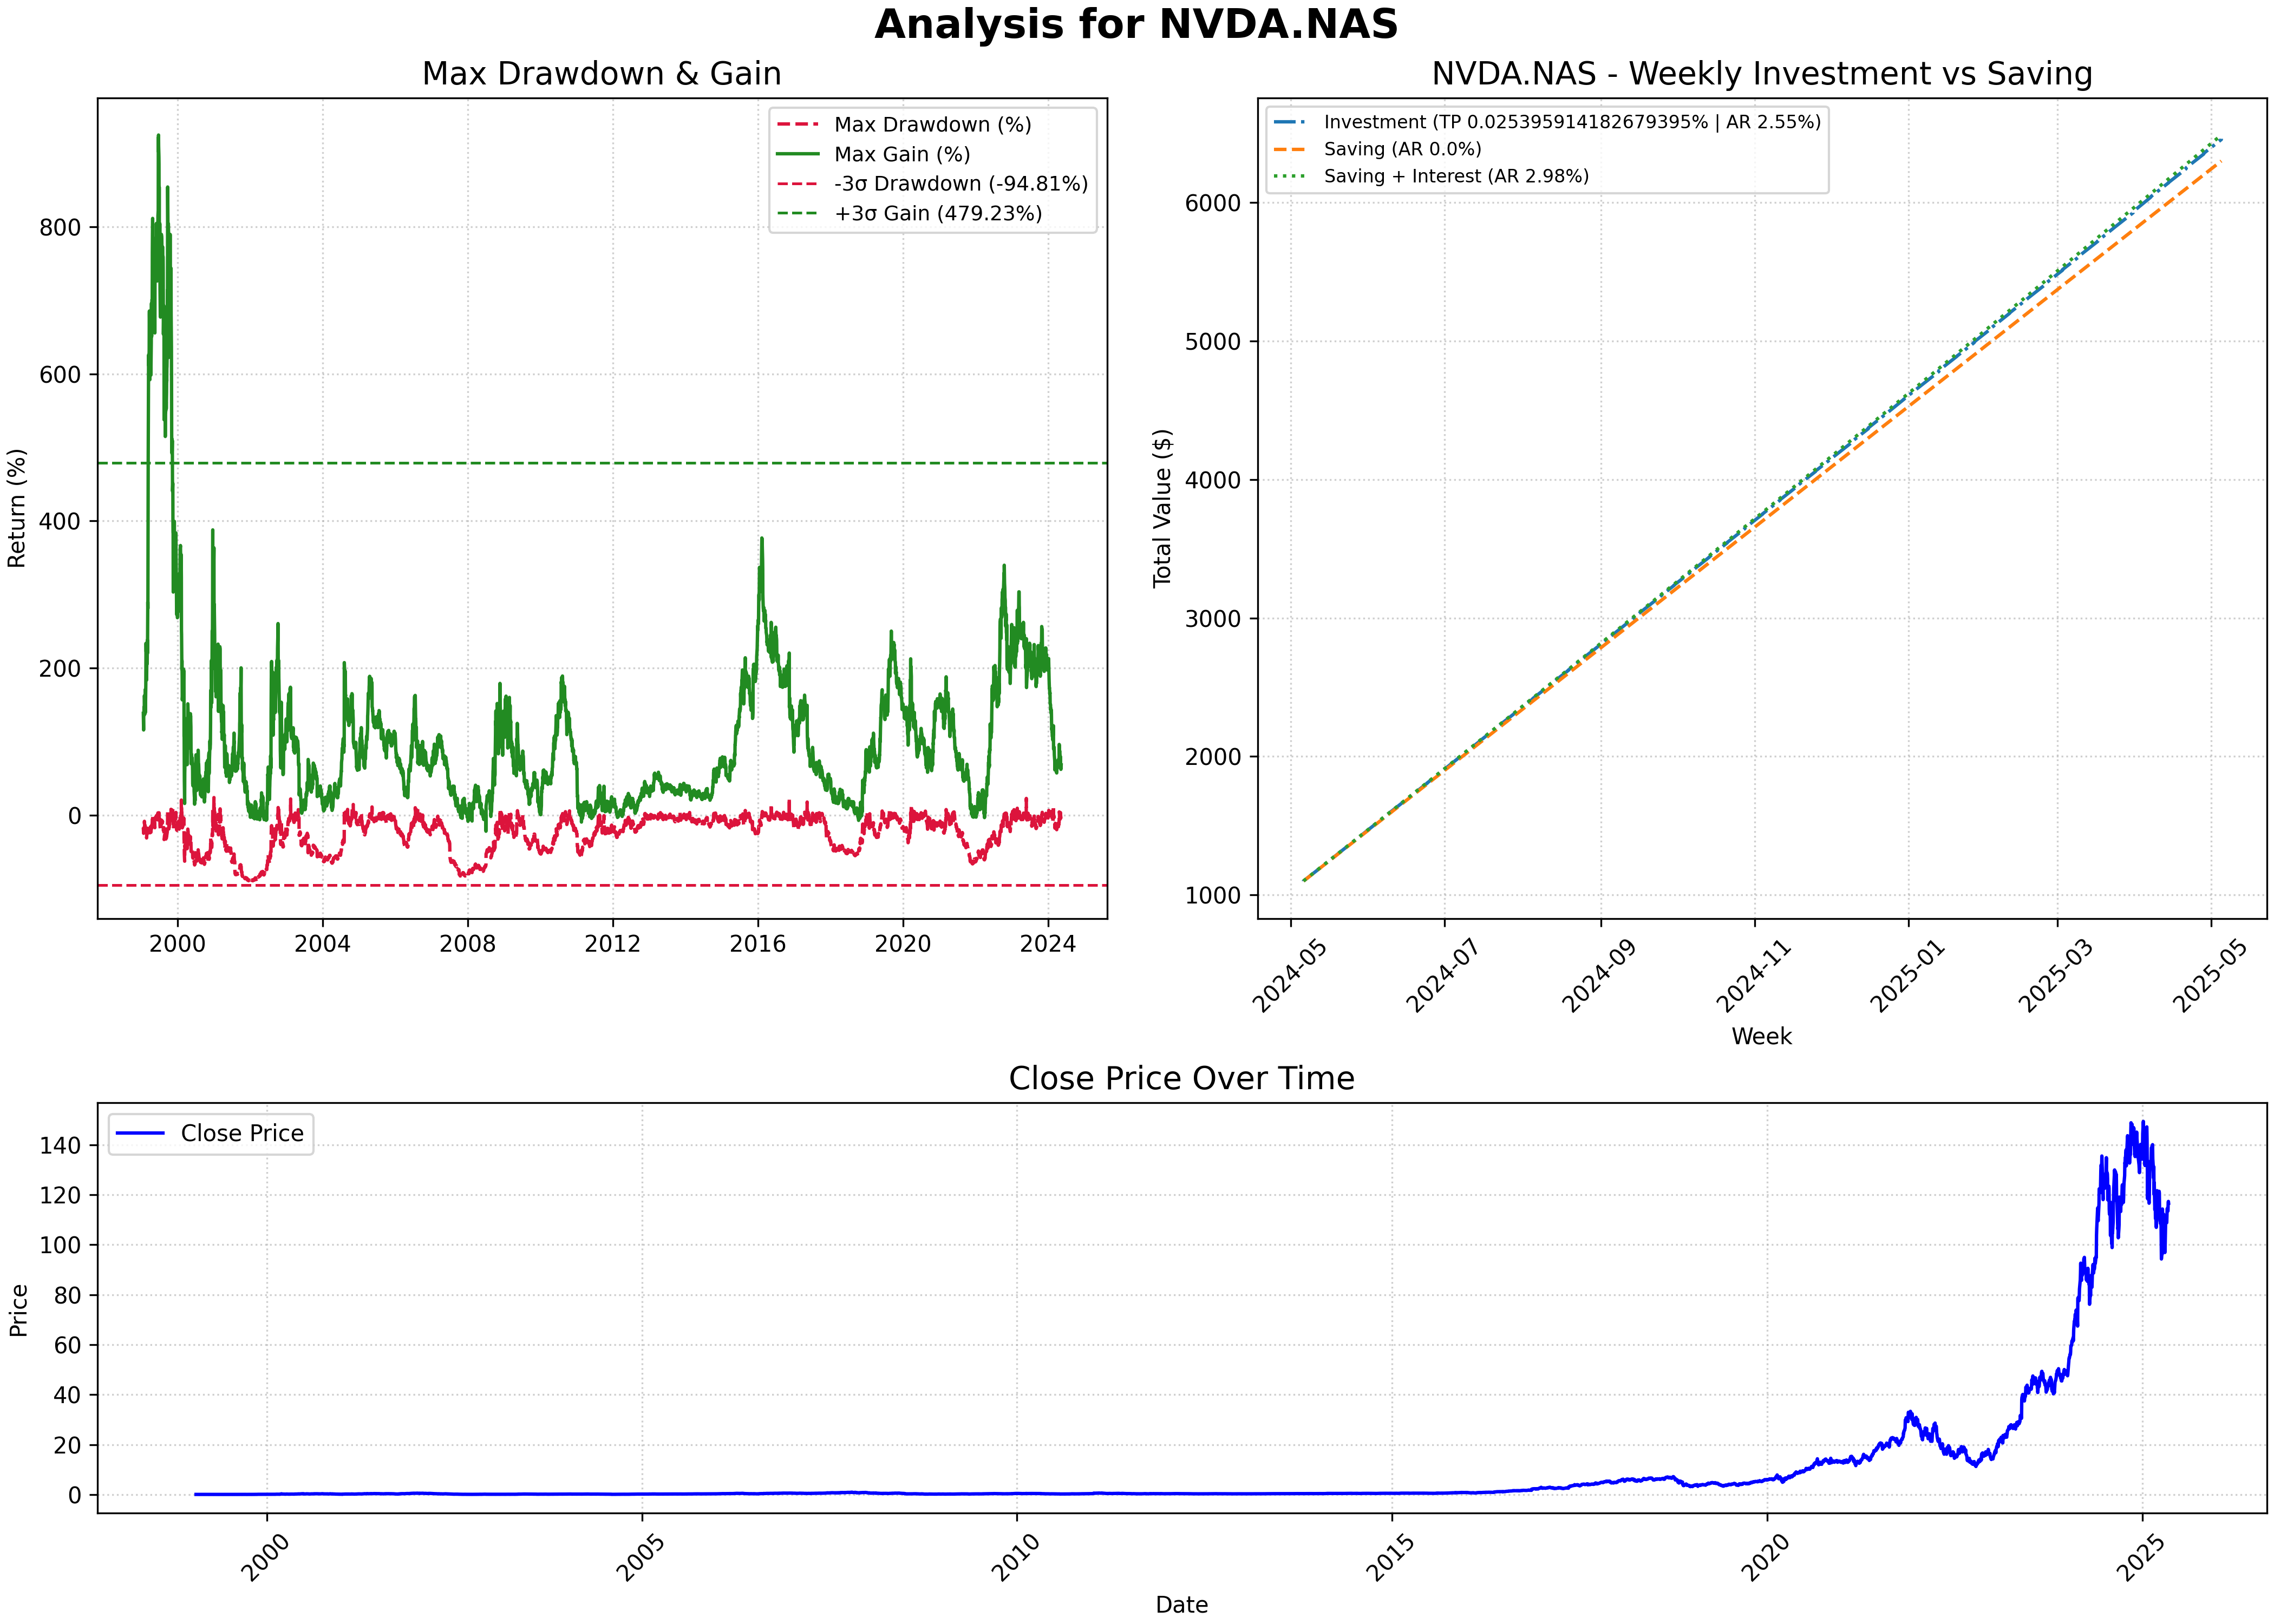 Analysis for NVDA.NAS
Max Drawdown & Gain
Return (%)
800
600
400
200
0
2000 2004 2008 2012 2016 2020 2024
Max Drawdown (%)
Max Gain (%)
-3σ Drawdown (-94.81%)
+3σ Gain (479.23%)
NVDA.NAS - Weekly Investment vs Saving
Total Value ($)
6000
5000
4000
3000
2000
1000
Investment (TP 0.025395914182679395% | AR 2.55%)
Saving (AR 0.0%)
Saving + Interest (AR 2.98%)
2024-05 2024-07 2024-09 2024-11 2025-01 2025-03 2025-05
Week
Close Price Over Time
Price
140
120
100
80
60
40
20
0
Close Price
2000 2005 2010 2015 2020 2025
Date